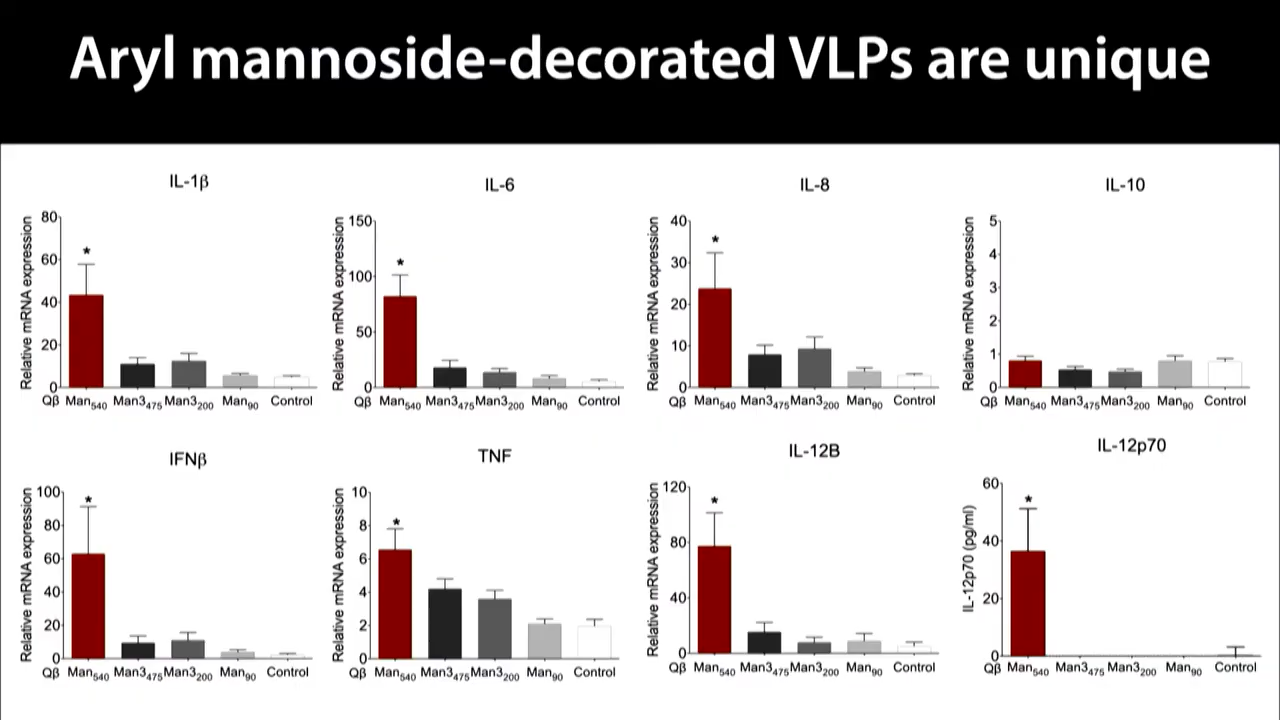 Aryl mannoside-decorated VLPs are unique
IL-1β
Relative mRNA expression
80
60
40
20
0
*
Qβ Man540 Man3475 Man3200 Man90 Control
IL-6
Relative mRNA expression
150
100
50
0
*
Qβ Man540 Man3475 Man3200 Man90 Control
IL-8
Relative mRNA expression
40
30
20
10
0
*
Qβ Man540 Man3475 Man3200 Man90 Control
IL-10
Relative mRNA expression
5
4
3
2
1
0
Qβ Man540 Man3475 Man3200 Man90 Control
IFNβ
Relative mRNA expression
100
80
60
40
20
0
*
Qβ Man540 Man3475 Man3200 Man90 Control
TNF
Relative mRNA expression
10
8
6
4
2
0
*
Qβ Man540 Man3475 Man3200 Man90 Control
IL-12B
Relative mRNA expression
120
80
40
0
*
Qβ Man540 Man3475 Man3200 Man90 Control
IL-12p70
IL-12p70 (pg/ml)
60
40
20
0
*
Qβ Man540 Man3475 Man3200 Man90 Control